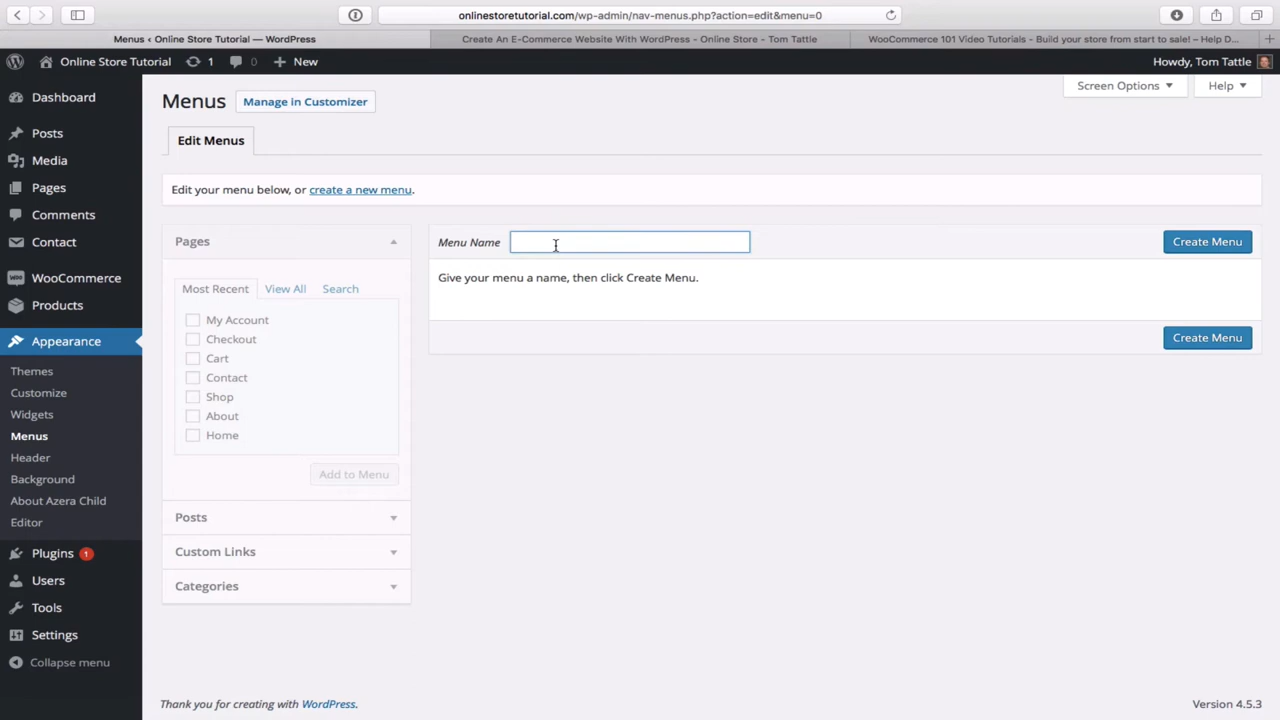 onlinestoretutorial.com/wp-admin/nav-menus.php?action=edit&menu=0
Menus « Online Store Tutorial — WordPress
Create An E-Commerce Website With WordPress - Online Store - Tom Tattle
WooCommerce 101 Video Tutorials - Build your store from start to sale! – Help D...
Online Store Tutorial
1
0
New
Howdy, Tom Tattle
Dashboard
Posts
Media
Pages
Comments
Contact
WooCommerce
Products
Appearance
Themes
Customize
Widgets
Menus
Header
Background
About Azera Child
Editor
Plugins 1
Users
Tools
Settings
Collapse menu
Menus
Manage in Customizer
Screen Options
Help
Edit Menus
Edit your menu below, or create a new menu.
Pages
Most Recent
View All
Search
My Account
Checkout
Cart
Contact
Shop
About
Home
Add to Menu
Posts
Custom Links
Categories
Menu Name
Create Menu
Give your menu a name, then click Create Menu.
Create Menu
Thank you for creating with WordPress.
Version 4.5.3